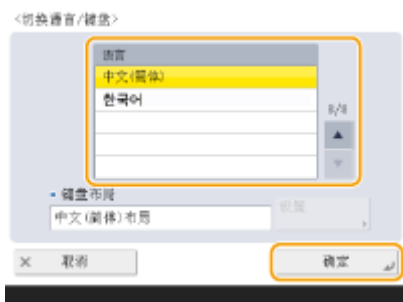 <切换语言/键盘>
语言
中文(简体)
한국어
8/8
键盘布局
中文(简体)布局
设置
× 取消
确定